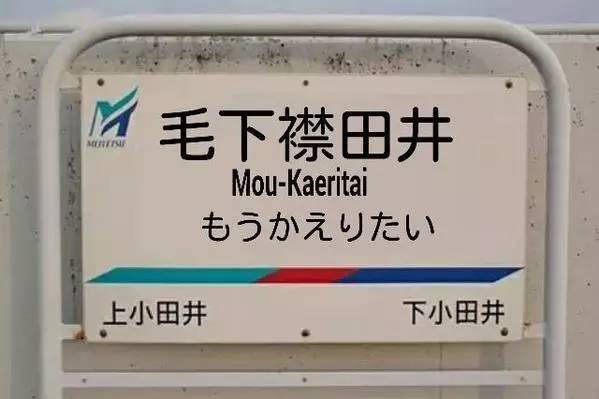 毛下襟田井
MEITETSU
Mou-Kaeritai
もうかえりたい
上小田井
下小田井